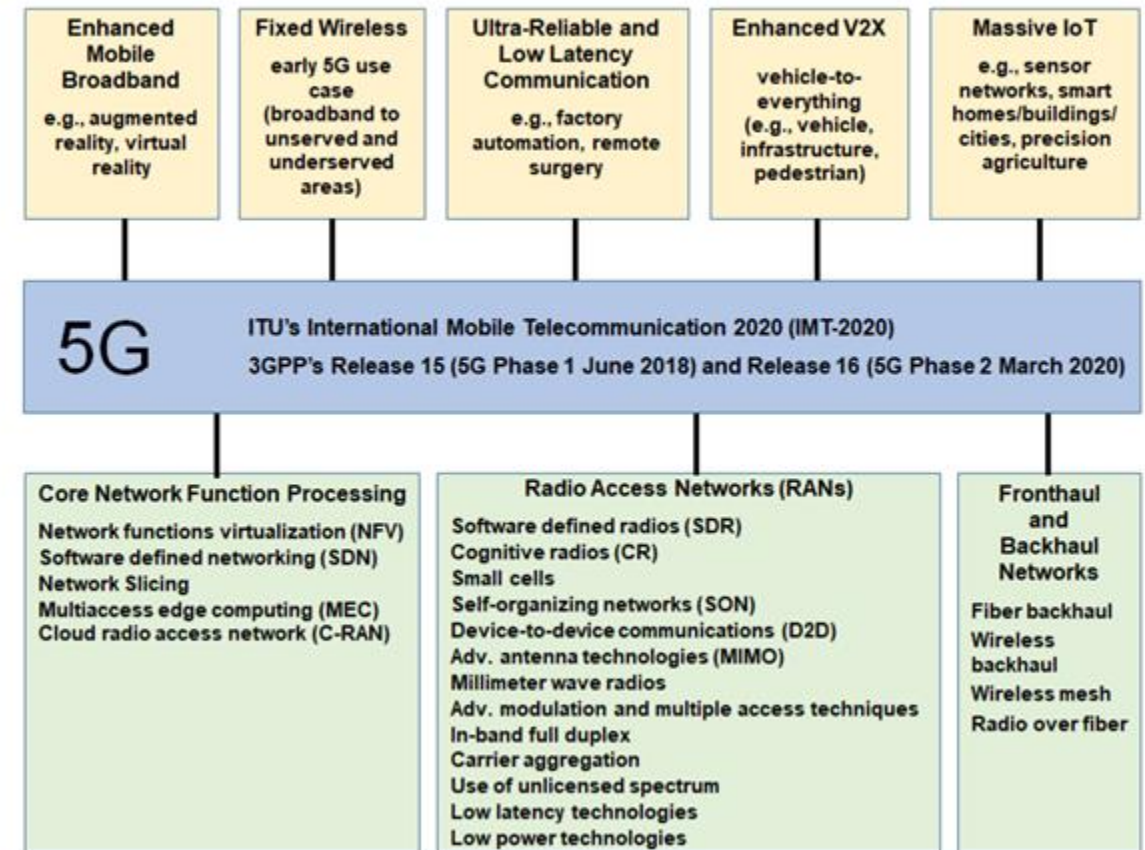 Enhanced
Mobile
Broadband
e.g., augmented
reality, virtual
reality
Fixed Wireless
early 5G use
case
(broadband to
unserved and
underserved
areas)
Ultra-Reliable and
Low Latency
Communication
e.g., factory
automation, remote
surgery
Enhanced V2X
vehicle-to-
everything
(e.g., vehicle,
infrastructure,
pedestrian)
Massive IoT
e.g., sensor
networks, smart
homes/buildings/
cities, precision
agriculture
5G
ITU's International Mobile Telecommunication 2020 (IMT-2020)
3GPP's Release 15 (5G Phase 1 June 2018) and Release 16 (5G Phase 2 March 2020)
Core Network Function Processing
Network functions virtualization (NFV)
Software defined networking (SDN)
Network Slicing
Multiaccess edge computing (MEC)
Cloud radio access network (C-RAN)
Radio Access Networks (RANs)
Software defined radios (SDR)
Cognitive radios (CR)
Small cells
Self-organizing networks (SON)
Device-to-device communications (D2D)
Adv. antenna technologies (MIMO)
Millimeter wave radios
Adv. modulation and multiple access techniques
In-band full duplex
Carrier aggregation
Use of unlicensed spectrum
Low latency technologies
Low power technologies
Fronthaul
and
Backhaul
Networks
Fiber backhaul
Wireless
backhaul
Wireless mesh
Radio over fiber